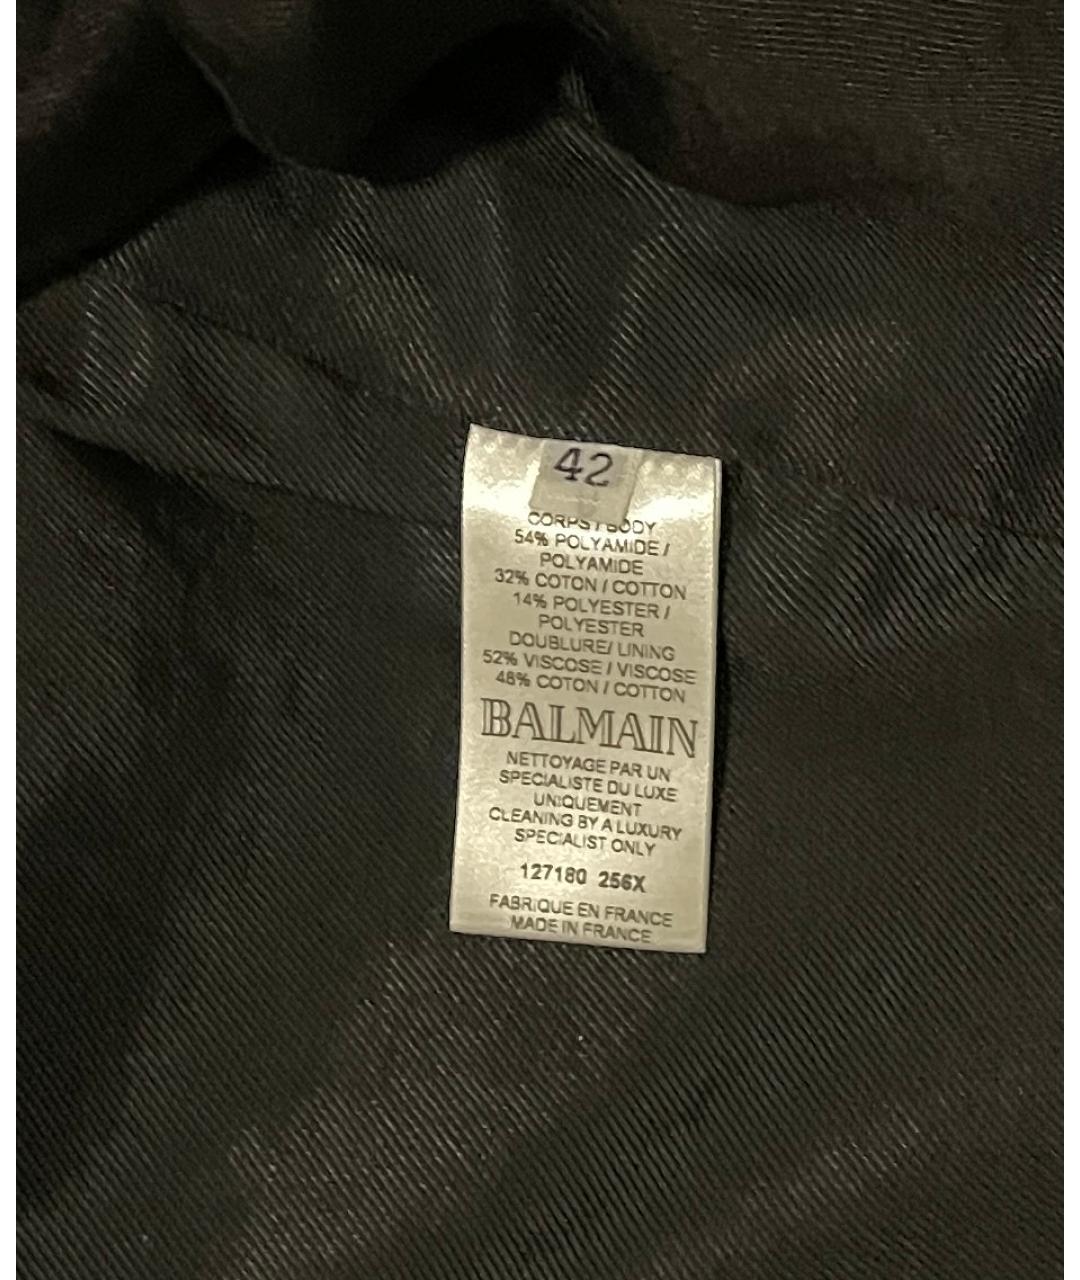 42
CORPS / BODY
54% POLYAMIDE /
POLYAMIDE
32% COTON / COTTON
14% POLYESTER /
POLYESTER
DOUBLURE/ LINING
52% VISCOSE / VISCOSE
48% COTON / COTTON
BALMAIN
NETTOYAGE PAR UN
SPECIALISTE DU LUXE
UNIQUEMENT
CLEANING BY A LUXURY
SPECIALIST ONLY
127180 256X
FABRIQUE EN FRANCE
MADE IN FRANCE